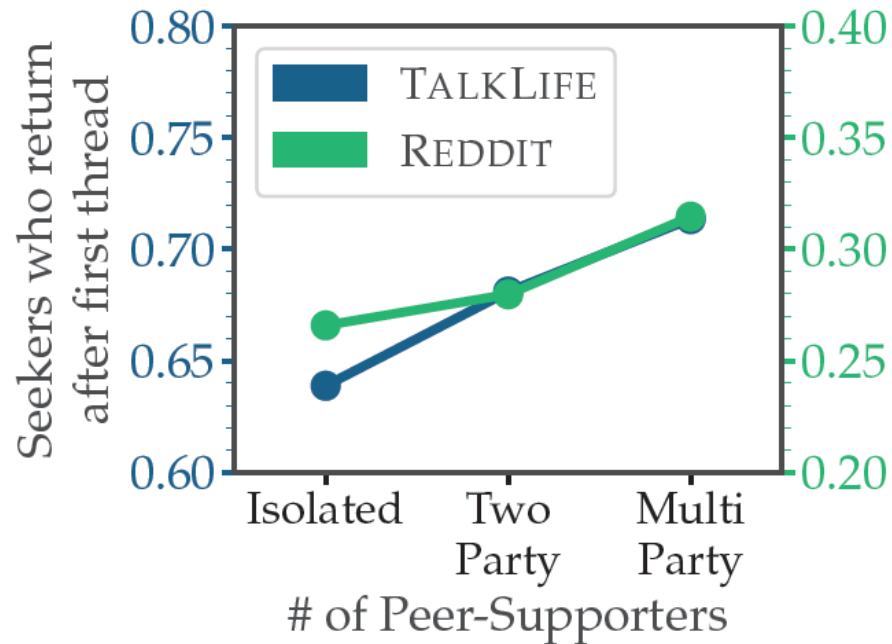 Seekers who return
after first thread
0.80
0.75
0.70
0.65
0.60
TALKLIFE
REDDIT
0.40
0.35
0.30
0.25
0.20
Isolated
Two
Party
Multi
Party
# of Peer-Supporters